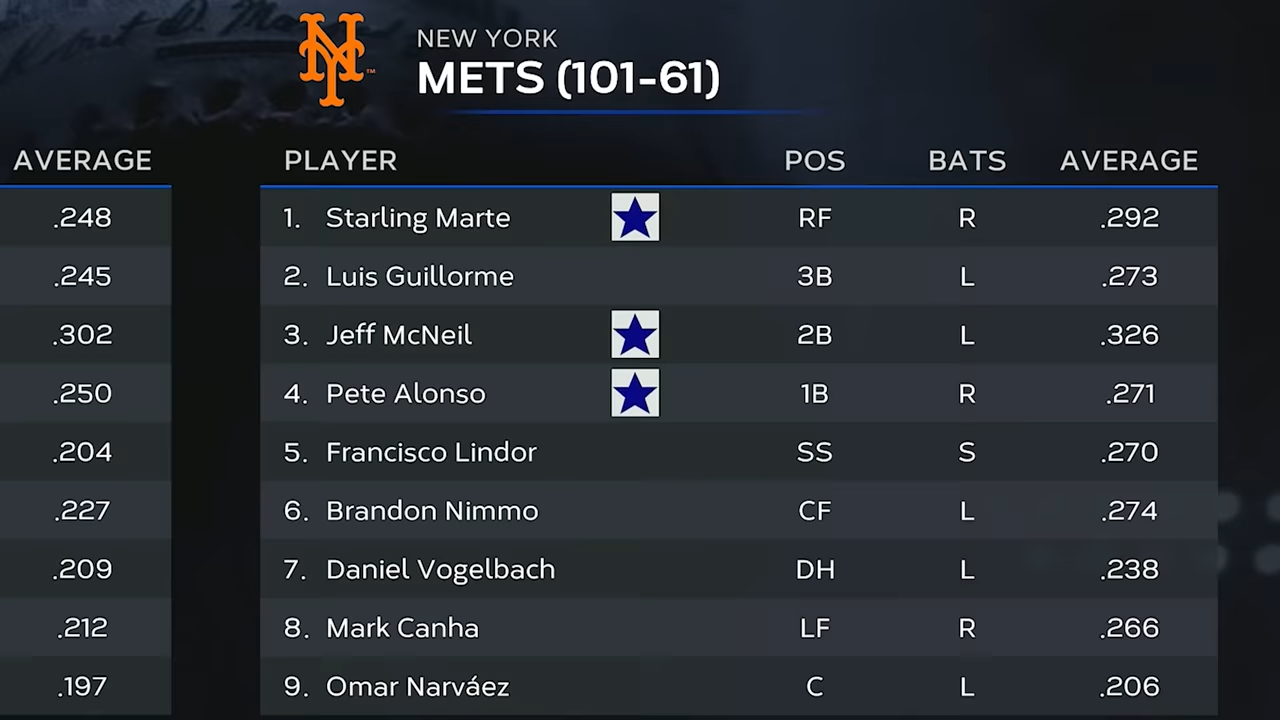 NY™
NEW YORK
METS (101-61)
AVERAGE PLAYER POS BATS AVERAGE
.248 1. Starling Marte RF R .292
.245 2. Luis Guillorme 3B L .273
.302 3. Jeff McNeil 2B L .326
.250 4. Pete Alonso 1B R .271
.204 5. Francisco Lindor SS S .270
.227 6. Brandon Nimmo CF L .274
.209 7. Daniel Vogelbach DH L .238
.212 8. Mark Canha LF R .266
.197 9. Omar Narváez C L .206